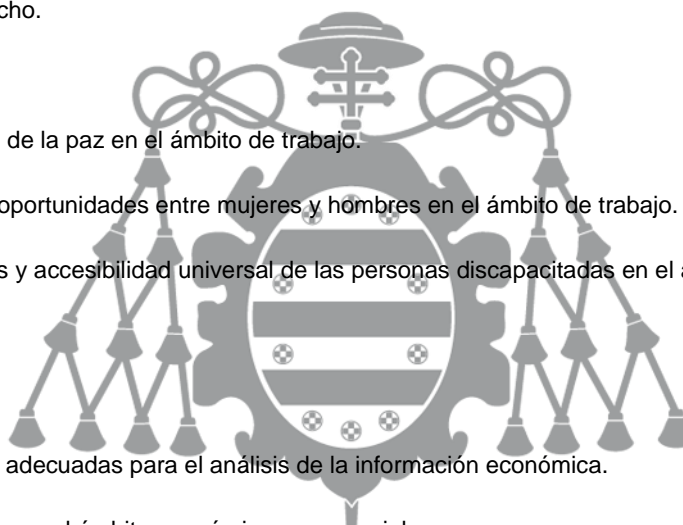 cho.
de la paz en el ámbito de trabajo.
oportunidades entre mujeres y hombres en el ámbito de trabajo.
s y accesibilidad universal de las personas discapacitadas en el a
adecuadas para el análisis de la información económica.